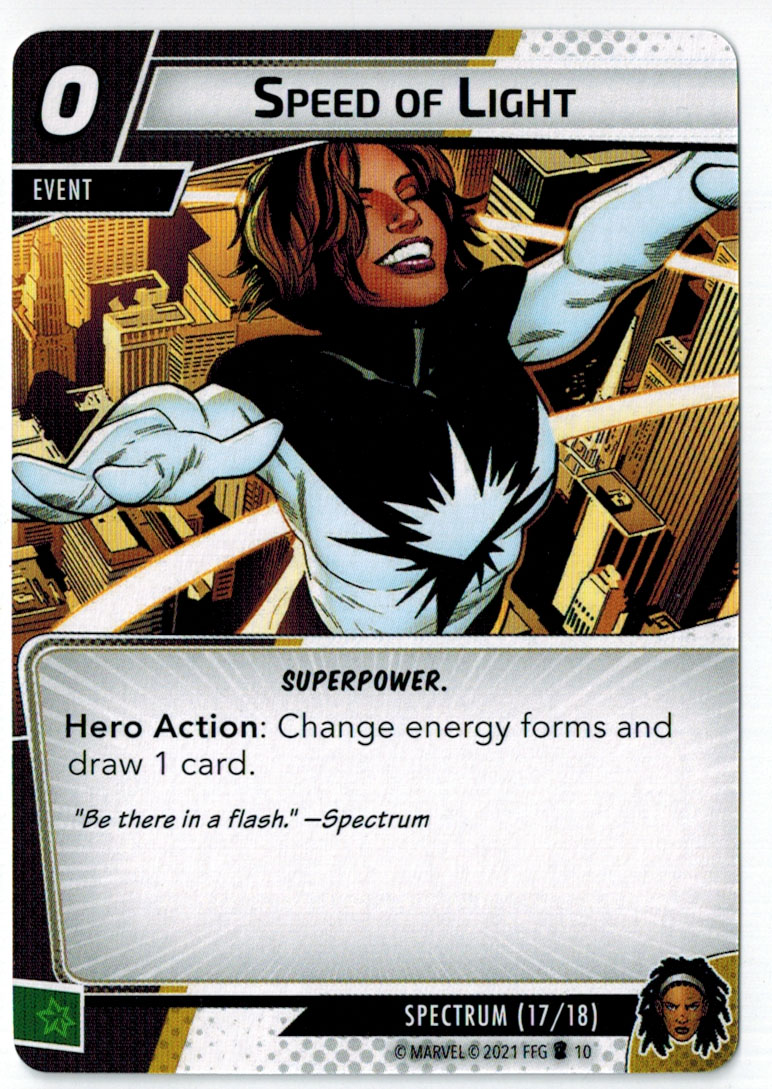 0
SPEED OF LIGHT
EVENT
SUPERPOWER.
Hero Action: Change energy forms and
draw 1 card.
"Be there in a flash." —Spectrum
SPECTRUM (17/18)
© MARVEL © 2021 FFG 10